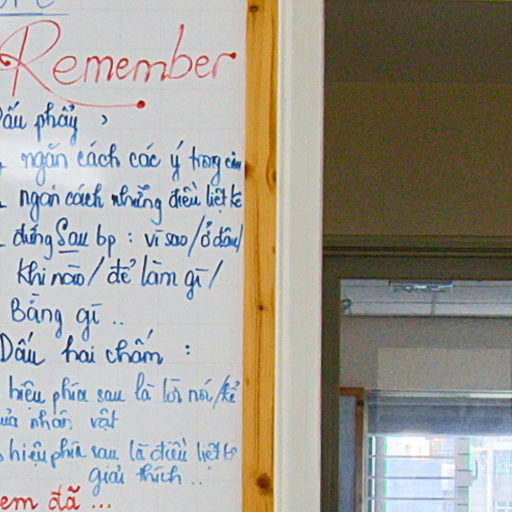 Remember
Dấu phẩy ,
ngăn cách các ý trong câu
ngăn cách những điều liệt kê
- đứng Sau bp : vì sao/ở đâu/
khi nào/ để làm gì/
Bằng gì ..
Dấu hai chấm :
hiệu phía sau là lời nói/kể
của nhân vật
hiệu phía sau là điều liệt kê
giải thích ..
em đã ...